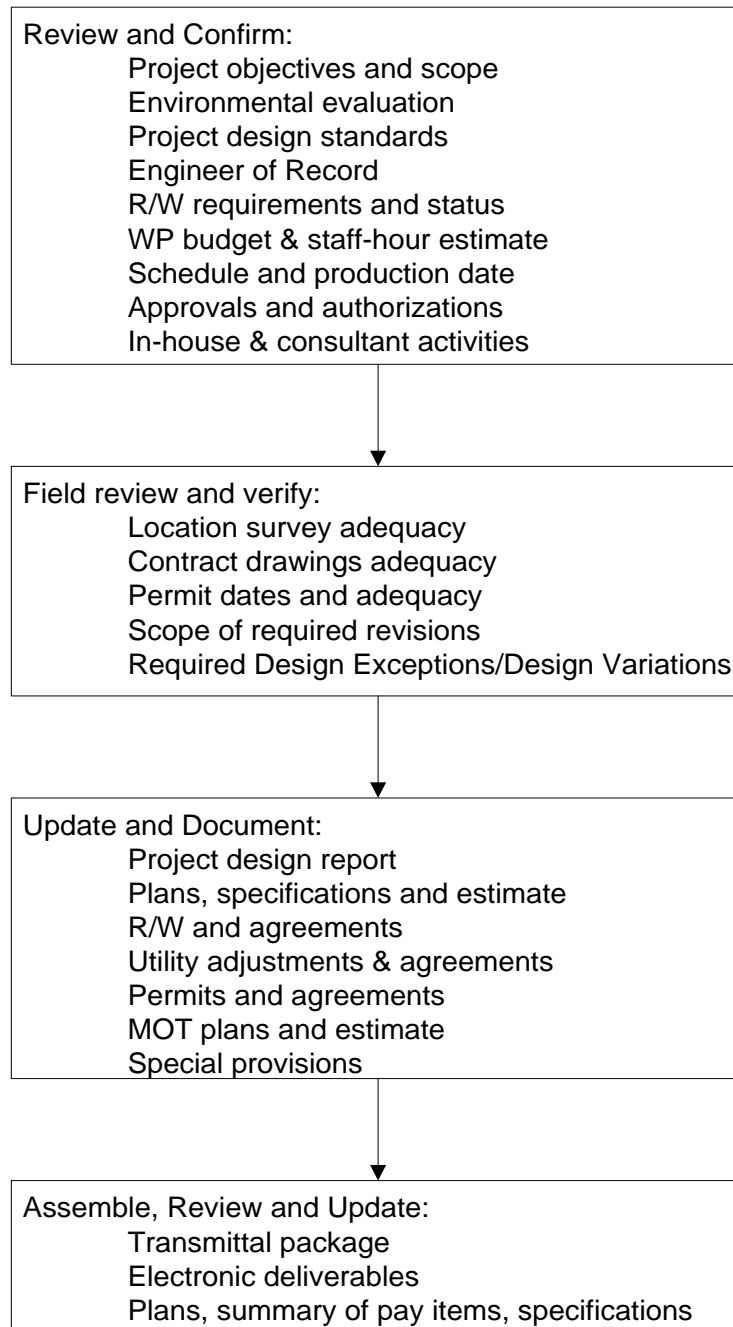 Review and Confirm:
Project objectives and scope
Environmental evaluation
Project design standards
Engineer of Record
R/W requirements and status
WP budget & staff-hour estimate
Schedule and production date
Approvals and authorizations
In-house & consultant activities
Field review and verify:
Location survey adequacy
Contract drawings adequacy
Permit dates and adequacy
Scope of required revisions
Required Design Exceptions/Design Variations
Update and Document:
Project design report
Plans, specifications and estimate
R/W and agreements
Utility adjustments & agreements
Permits and agreements
MOT plans and estimate
Special provisions
Assemble, Review and Update:
Transmittal package
Electronic deliverables
Plans, summary of pay items, specifications